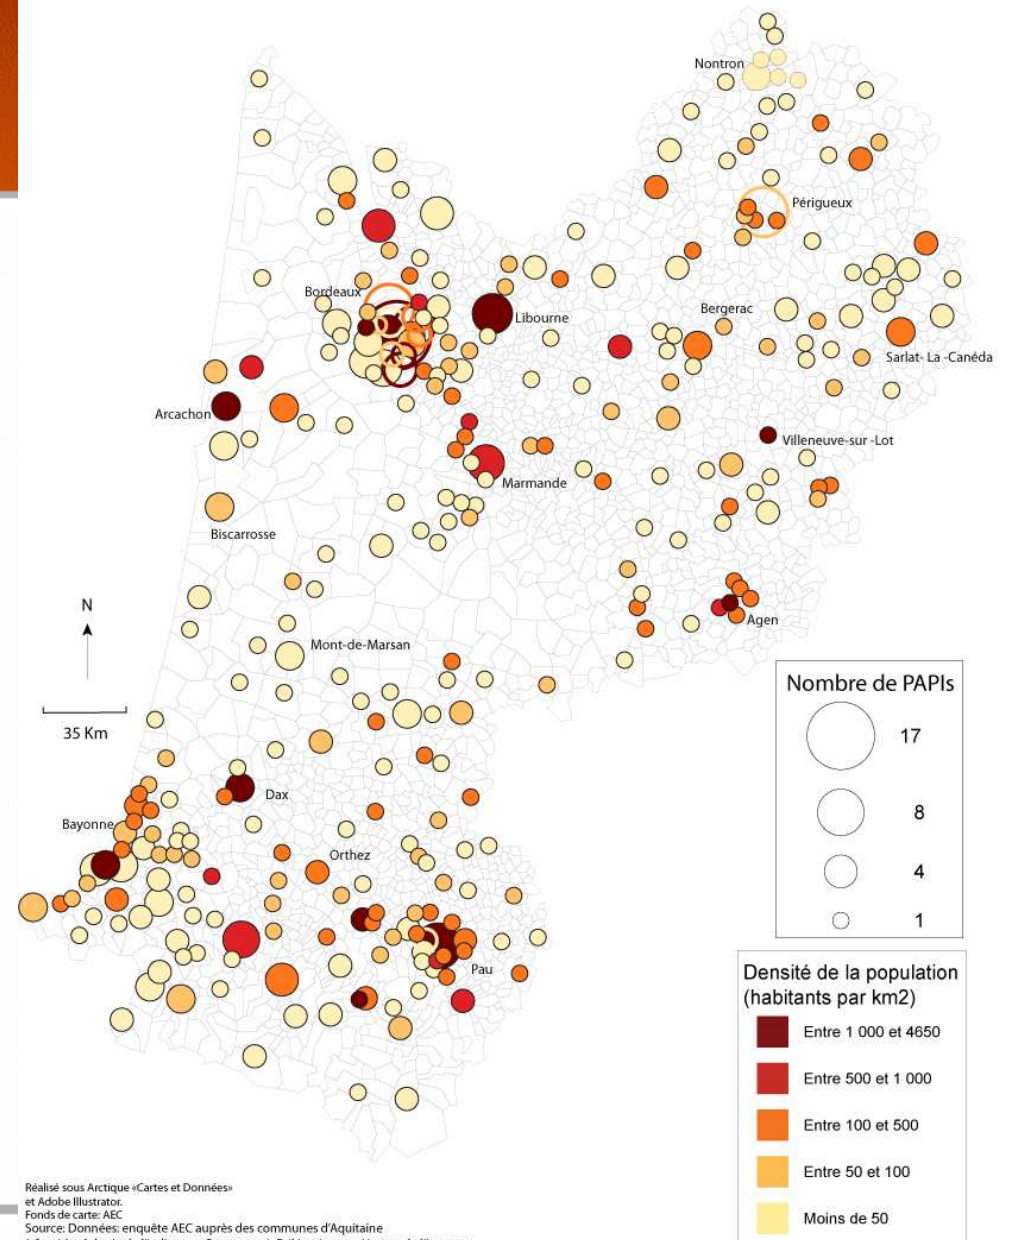 Nontron
Périgueux
Bordeaux
Libourne
Bergerac
Sarlat- La -Canéda
Arcachon
Villeneuve-sur -Lot
Marmande
Biscarrosse
N
Agen
Mont-de-Marsan
35 Km
Nombre de PAPIs
17
8
4
1
Dax
Bayonne
Orthez
Pau
Densité de la population
(habitants par km2)
Entre 1 000 et 4650
Entre 500 et 1 000
Entre 100 et 500
Entre 50 et 100
Moins de 50
Réalisé sous Arctique «Cartes et Données»
et Adobe Illustrator.
Fonds de carte: AEC
Source: Données: enquête AEC auprès des communes d'Aquitaine